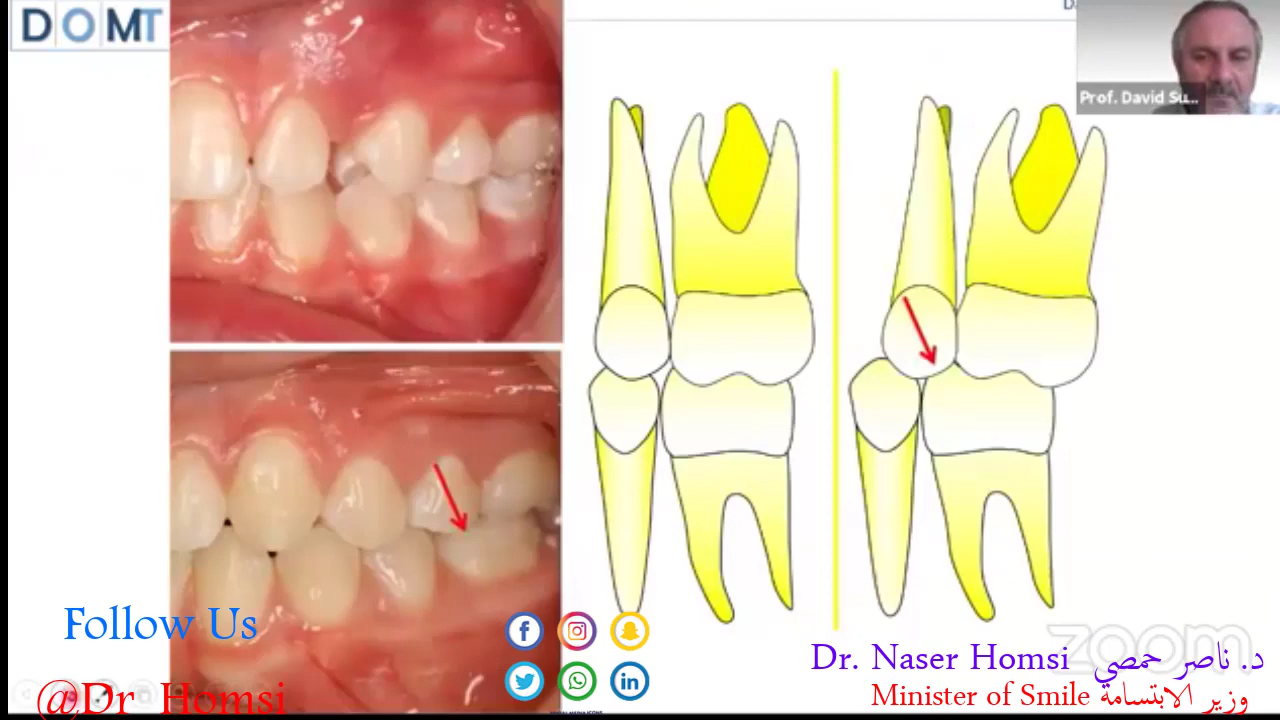 DOMT
D
Prof. David Su...
Follow Us
@Dr Homsi
zoom
Dr. Naser Homsi د. ناصر حمصي
Minister of Smile وزير الابتسامة